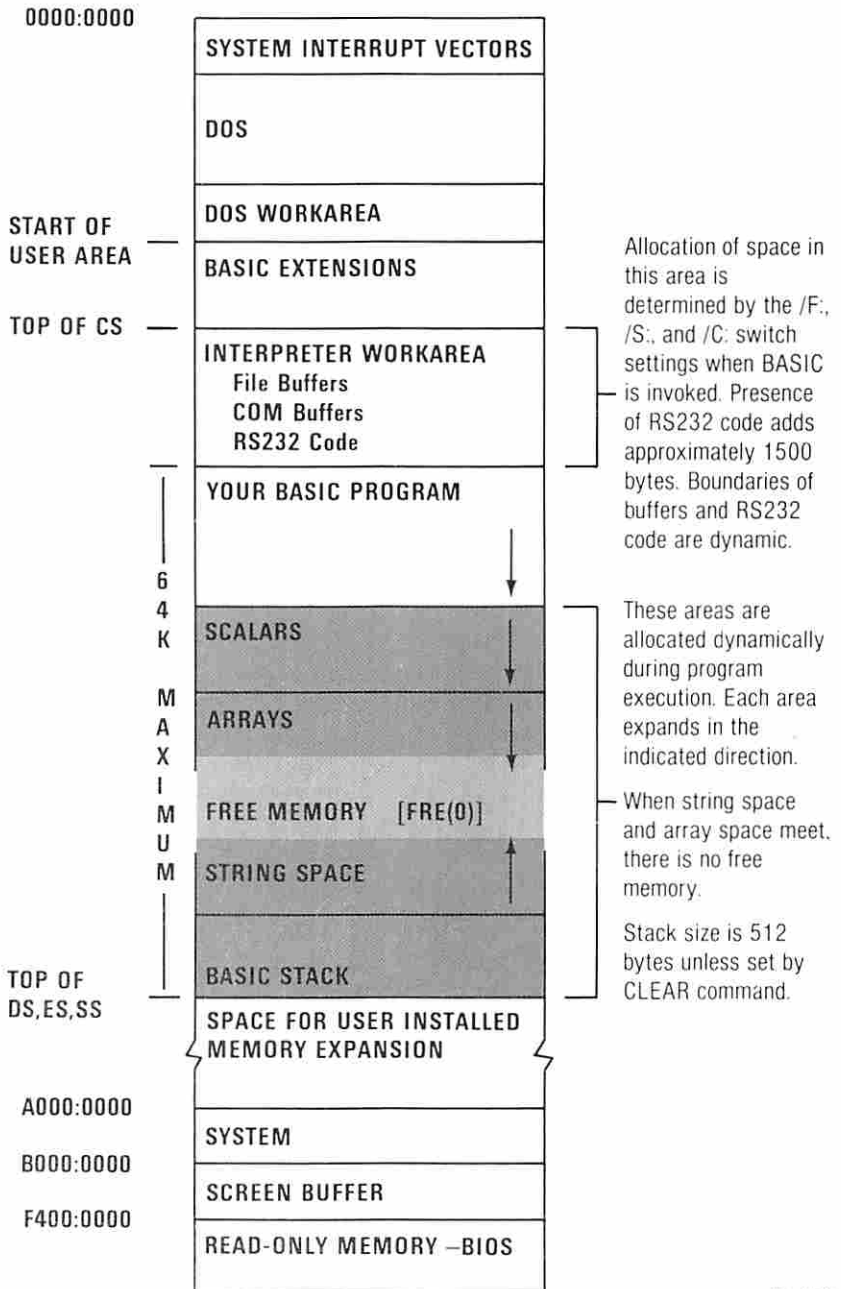 0000:0000
SYSTEM INTERRUPT VECTORS
DOS
DOS WORKAREA
START OF
USER AREA
BASIC EXTENSIONS
TOP OF CS
INTERPRETER WORKAREA
File Buffers
COM Buffers
RS232 Code
Allocation of space in
this area is
determined by the /F:,
/S:, and /C: switch
settings when BASIC
is invoked. Presence
of RS232 code adds
approximately 1500
bytes. Boundaries of
buffers and RS232
code are dynamic.
YOUR BASIC PROGRAM
64K MAXIMUM
SCALARS
ARRAYS
FREE MEMORY [FRE(0)]
STRING SPACE
BASIC STACK
These areas are
allocated dynamically
during program
execution. Each area
expands in the
indicated direction.
When string space
and array space meet,
there is no free
memory.
Stack size is 512
bytes unless set by
CLEAR command.
TOP OF
DS,ES,SS
SPACE FOR USER INSTALLED
MEMORY EXPANSION
A000:0000
SYSTEM
B000:0000
SCREEN BUFFER
F400:0000
READ-ONLY MEMORY –BIOS